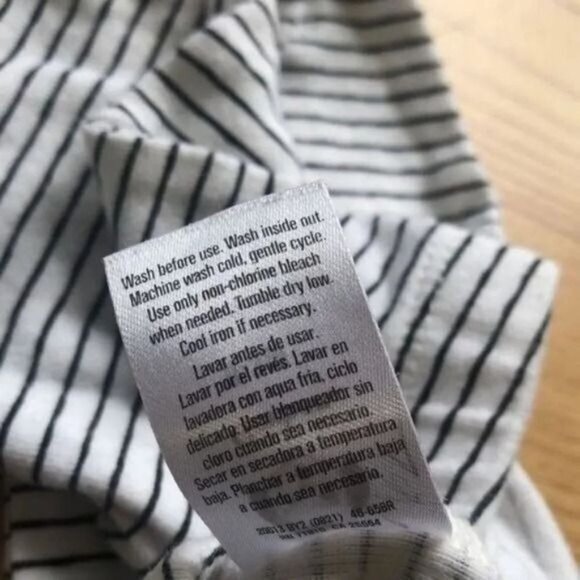 Wash before use. Wash inside out.
Machine wash cold, gentle cycle.
Use only non-chlorine bleach
when needed. Tumble dry low.
Cool iron if necessary.
Lavar antes de usar.
Lavar por el revés. Lavar en
lavadora con agua fría, ciclo
delicado. Usar blanqueador sin
cloro cuando sea necesario.
Secar en secadora a temperatura
baja. Planchar a temperatura baja
a cuando sea necesario.
(0821)